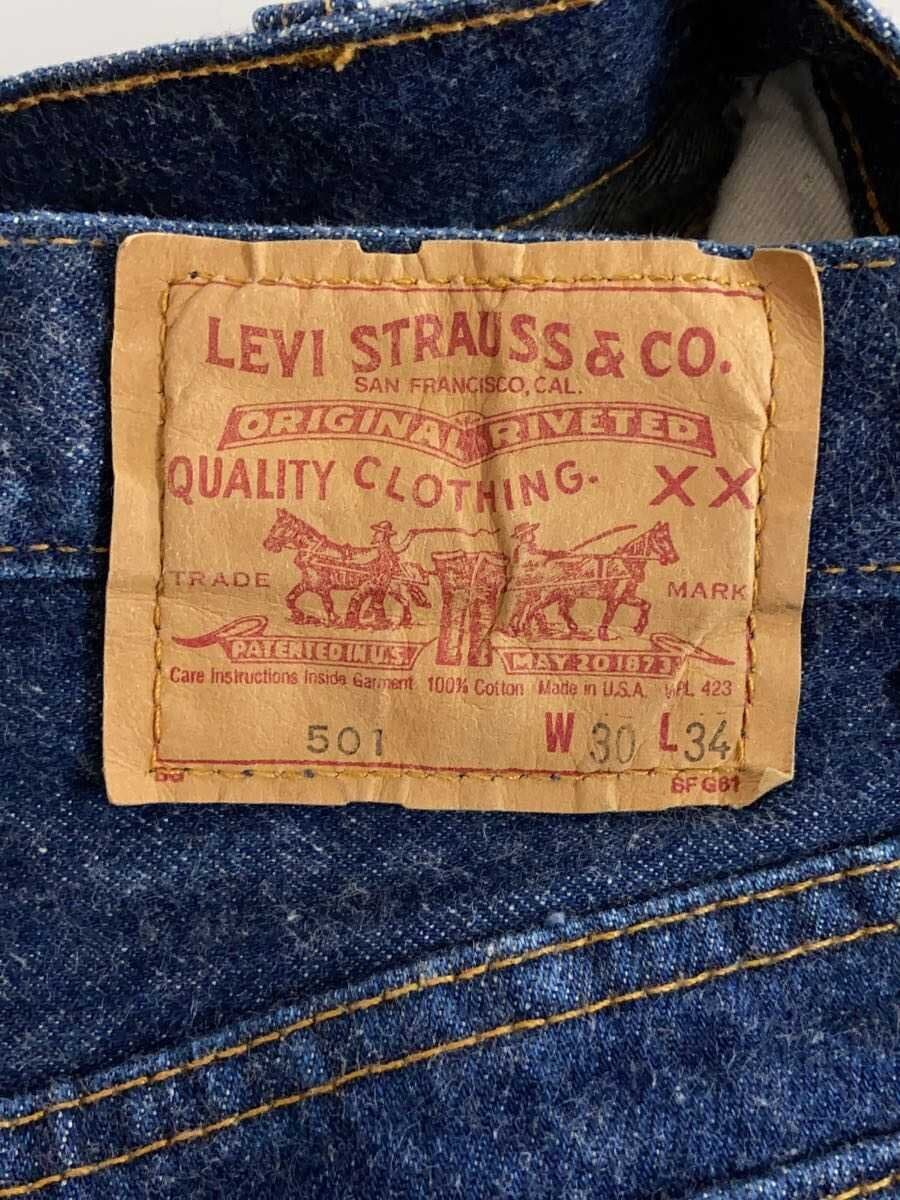 LEVI STRAUSS & CO.
SAN FRANCISCO, CAL.
ORIGINAL RIVETED
QUALITY CLOTHING. XX
TRADE MARK
PATENTED IN U.S. MAY 20 1873
Care Instructions Inside Garment 100% Cotton Made in U.S.A. WPL 423
501 W 30 L 34